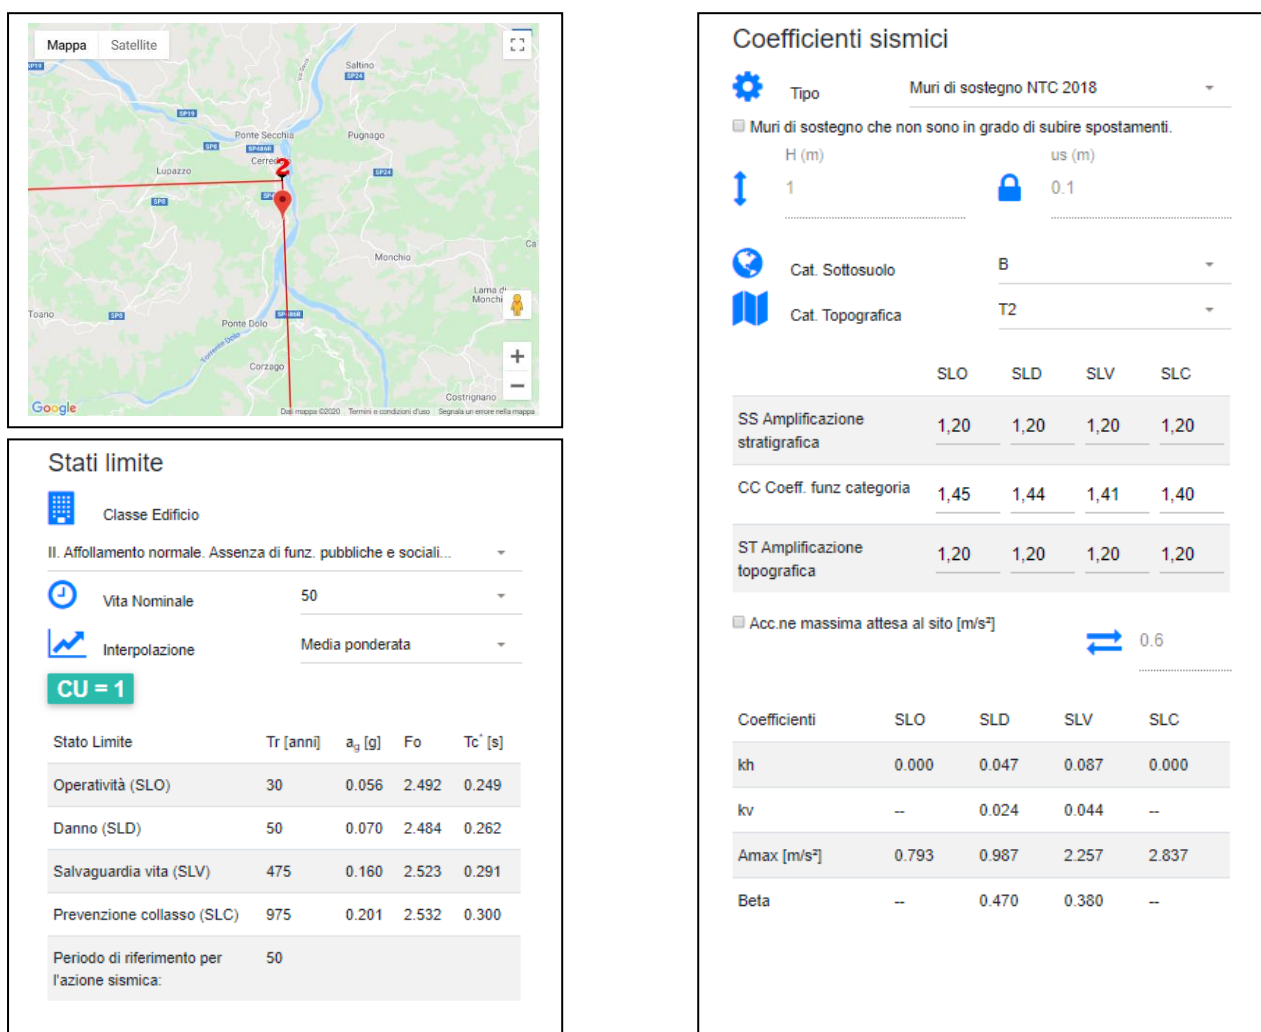 Mappa Satellite
Saltino
SP19
SP24
SP19
Ponte Secchia
Pugnago
SP8
SP486R
Lupazzo
2
SP24
SP8
Monchio
Ca
Lama di
Monchi
Toano
SP8
Ponte Dolo
SP486R
Torrente Dolo
Corzago
Costrignano
Google
Dati mappa ©2020 Termini e condizioni d'uso Segnala un errore nella mappa
Stati limite
Classe Edificio
II. Affollamento normale. Assenza di funz. pubbliche e sociali...
Vita Nominale 50
Interpolazione Media ponderata
CU = 1
Stato Limite Tr [anni] ag [g] Fo Tc* [s]
Operatività (SLO) 30 0.056 2.492 0.249
Danno (SLD) 50 0.070 2.484 0.262
Salvaguardia vita (SLV) 475 0.160 2.523 0.291
Prevenzione collasso (SLC) 975 0.201 2.532 0.300
Periodo di riferimento per 50
l'azione sismica:
Coefficienti sismici
Tipo Muri di sostegno NTC 2018
Muri di sostegno che non sono in grado di subire spostamenti.
H (m) us (m)
1 0.1
Cat. Sottosuolo B
Cat. Topografica T2
SLO SLD SLV SLC
SS Amplificazione 1,20 1,20 1,20 1,20
stratigrafica
CC Coeff. funz categoria 1,45 1,44 1,41 1,40
ST Amplificazione 1,20 1,20 1,20 1,20
topografica
Acc.ne massima attesa al sito [m/s²] 0.6
Coefficienti SLO SLD SLV SLC
kh 0.000 0.047 0.087 0.000
kv -- 0.024 0.044 --
Amax [m/s²] 0.793 0.987 2.257 2.837
Beta -- 0.470 0.380 --